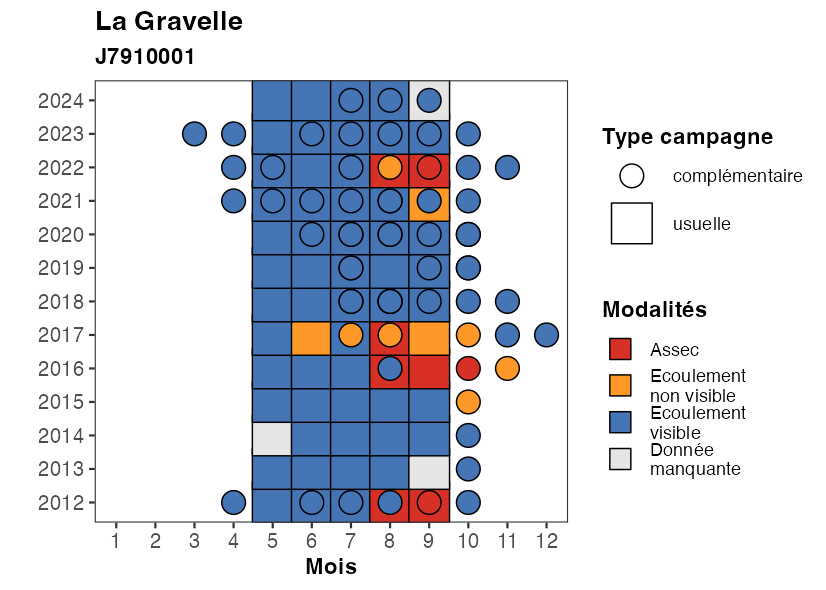 La Gravelle
J7910001
2024
2023
2022
2021
2020
2019
2018
2017
2016
2015
2014
2013
2012
1 2 3 4 5 6 7 8 9 10 11 12
Mois
Type campagne
complémentaire
usuelle
Modalités
Assec
Ecoulement
non visible
Ecoulement
visible
Donnée
manquante